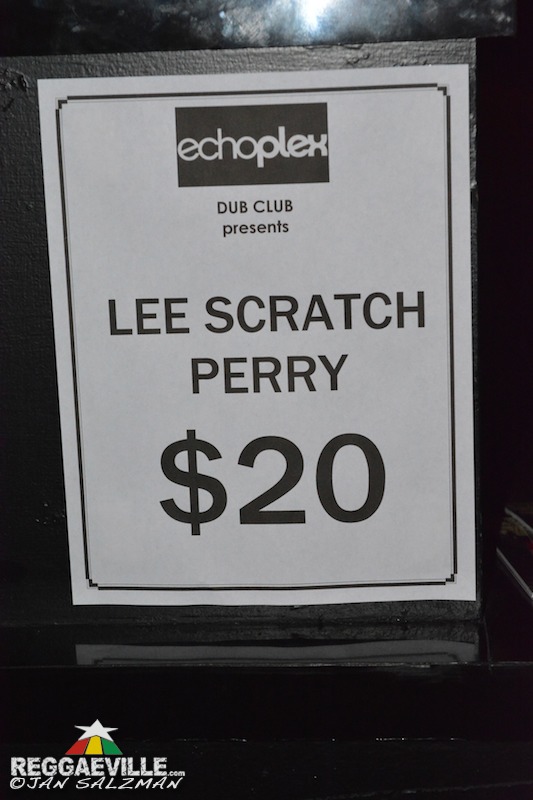 echoplex
DUB CLUB
presents
LEE SCRATCH
PERRY
$20
REGGAEVILLE.com
©JAN SALZMAN